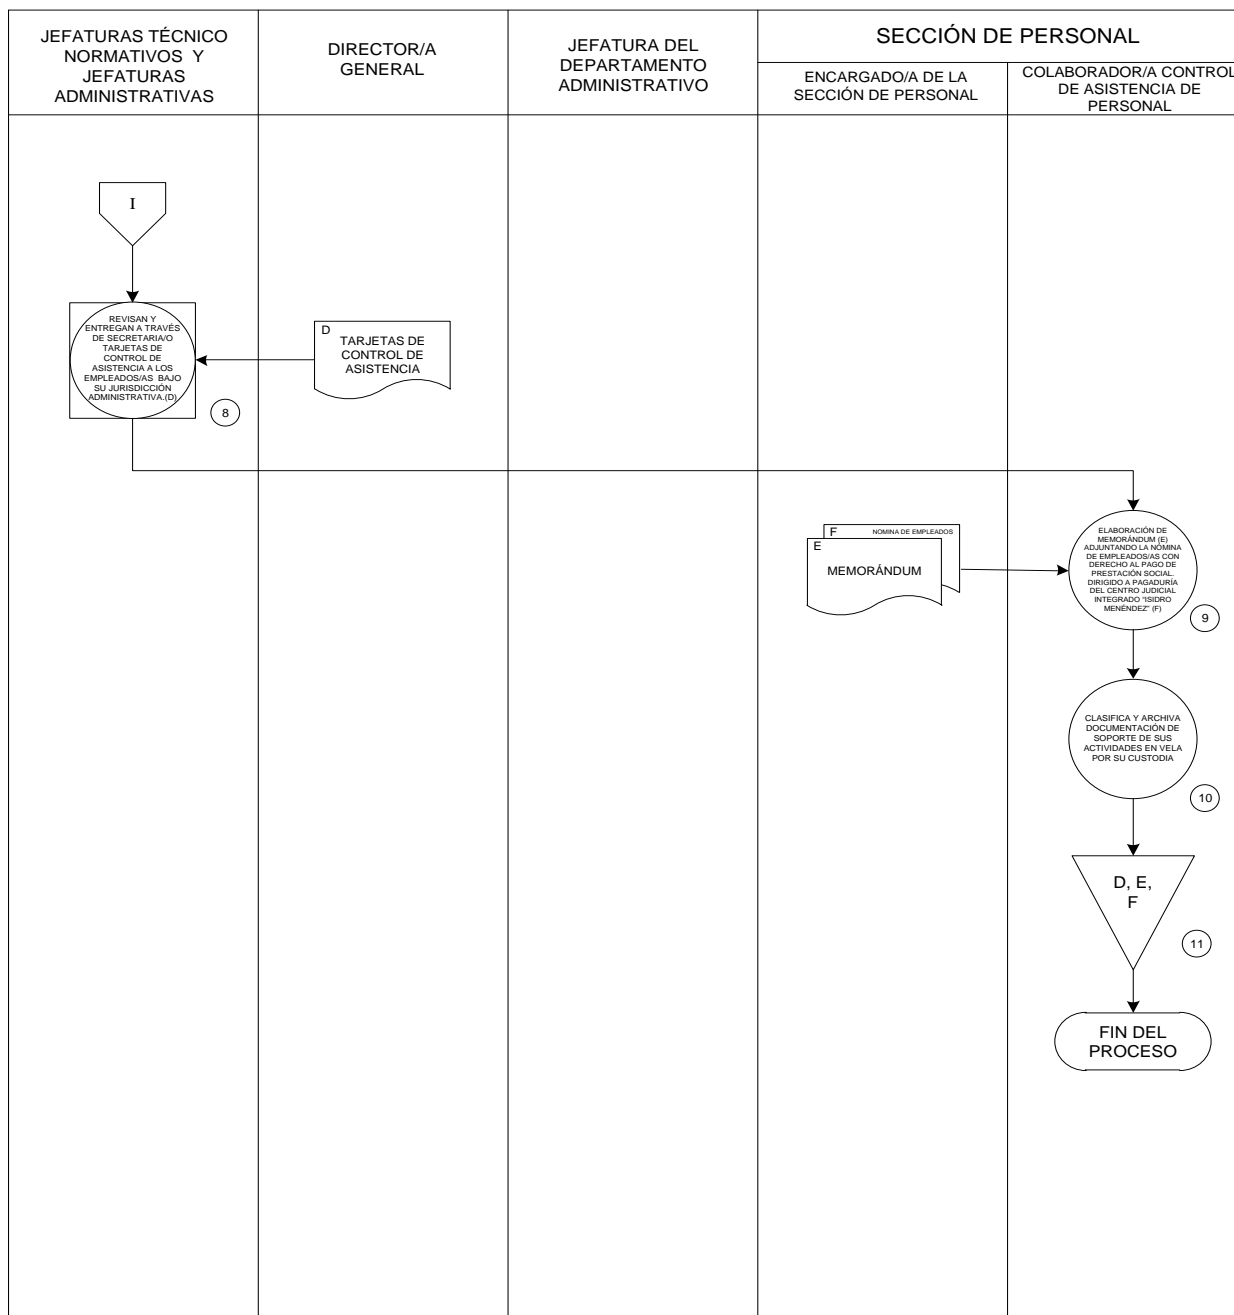 JEFATURAS TÉCNICO
NORMATIVOS Y
JEFATURAS
ADMINISTRATIVAS
DIRECTOR/A
GENERAL
JEFATURA DEL
DEPARTAMENTO
ADMINISTRATIVO
SECCIÓN DE PERSONAL
ENCARGADO/A DE LA
SECCIÓN DE PERSONAL
COLABORADOR/A CONTROL
DE ASISTENCIA DE
PERSONAL
I
REVISAN Y
ENTREGAN A TRAVÉS
DE SECRETARIA/O
TARJETAS DE
CONTROL DE
ASISTENCIA A LOS
EMPLEADOS/AS BAJO
SU JURISDICCIÓN
ADMINISTRATIVA.(D)
8
D
TARJETAS DE
CONTROL DE
ASISTENCIA
F NOMINA DE EMPLEADOS
E
MEMORÁNDUM
ELABORACIÓN DE
MEMORÁNDUM (E)
ADJUNTANDO LA NÓMINA
DE EMPLEADOS/AS CON
DERECHO AL PAGO DE
PRESTACIÓN SOCIAL.
DIRIGIDO A PAGADURÍA
DEL CENTRO JUDICIAL
INTEGRADO "ISIDRO
MENÉNDEZ" (F)
9
CLASIFICA Y ARCHIVA
DOCUMENTACIÓN DE
SOPORTE DE SUS
ACTIVIDADES EN VELA
POR SU CUSTODIA
10
D, E,
F
11
FIN DEL
PROCESO